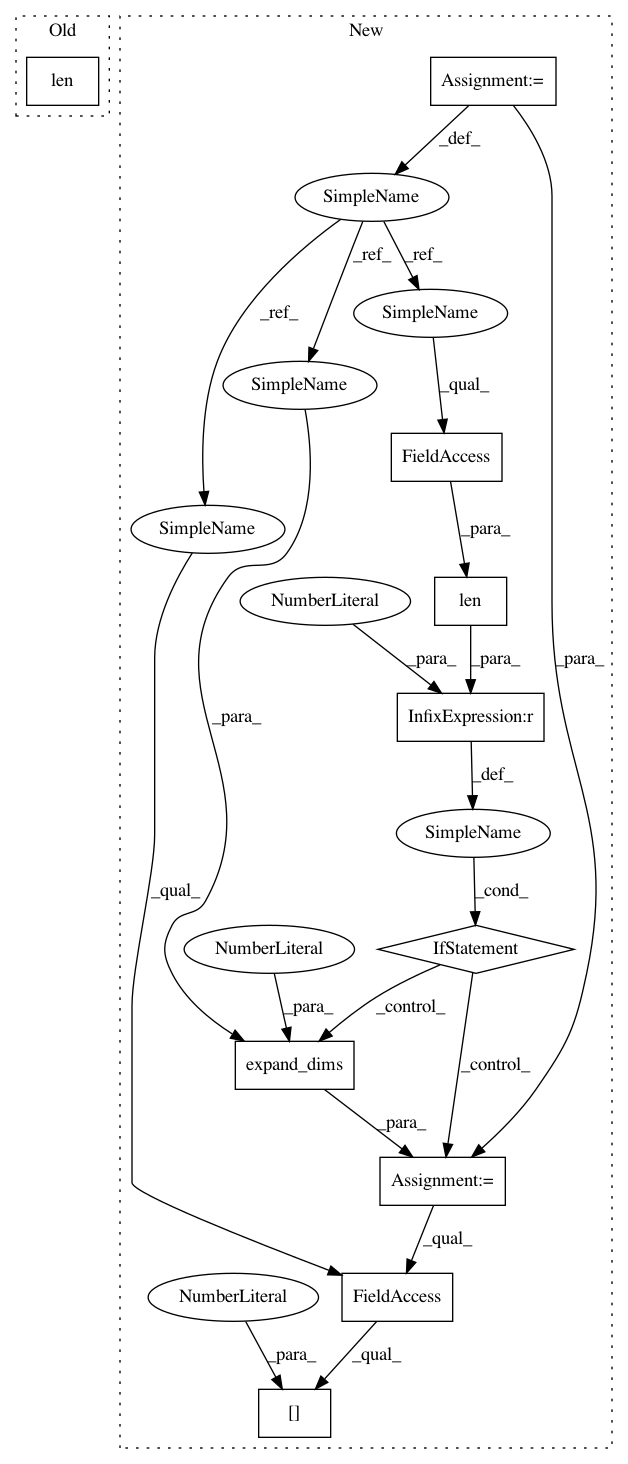 Old
New
len
Assignment:=
_def_
SimpleName
_ref_
_ref_
_ref_
SimpleName
SimpleName
_qual_
FieldAccess
SimpleName
_para_
NumberLiteral
len
_para_
_para_
_para_
_para_
InfixExpression:r
_def_
SimpleName
_qual_
_cond_
NumberLiteral
IfStatement
_para_
_control_
_control_
expand_dims
_para_
Assignment:=
_qual_
NumberLiteral
FieldAccess
_para_
_qual_
[]